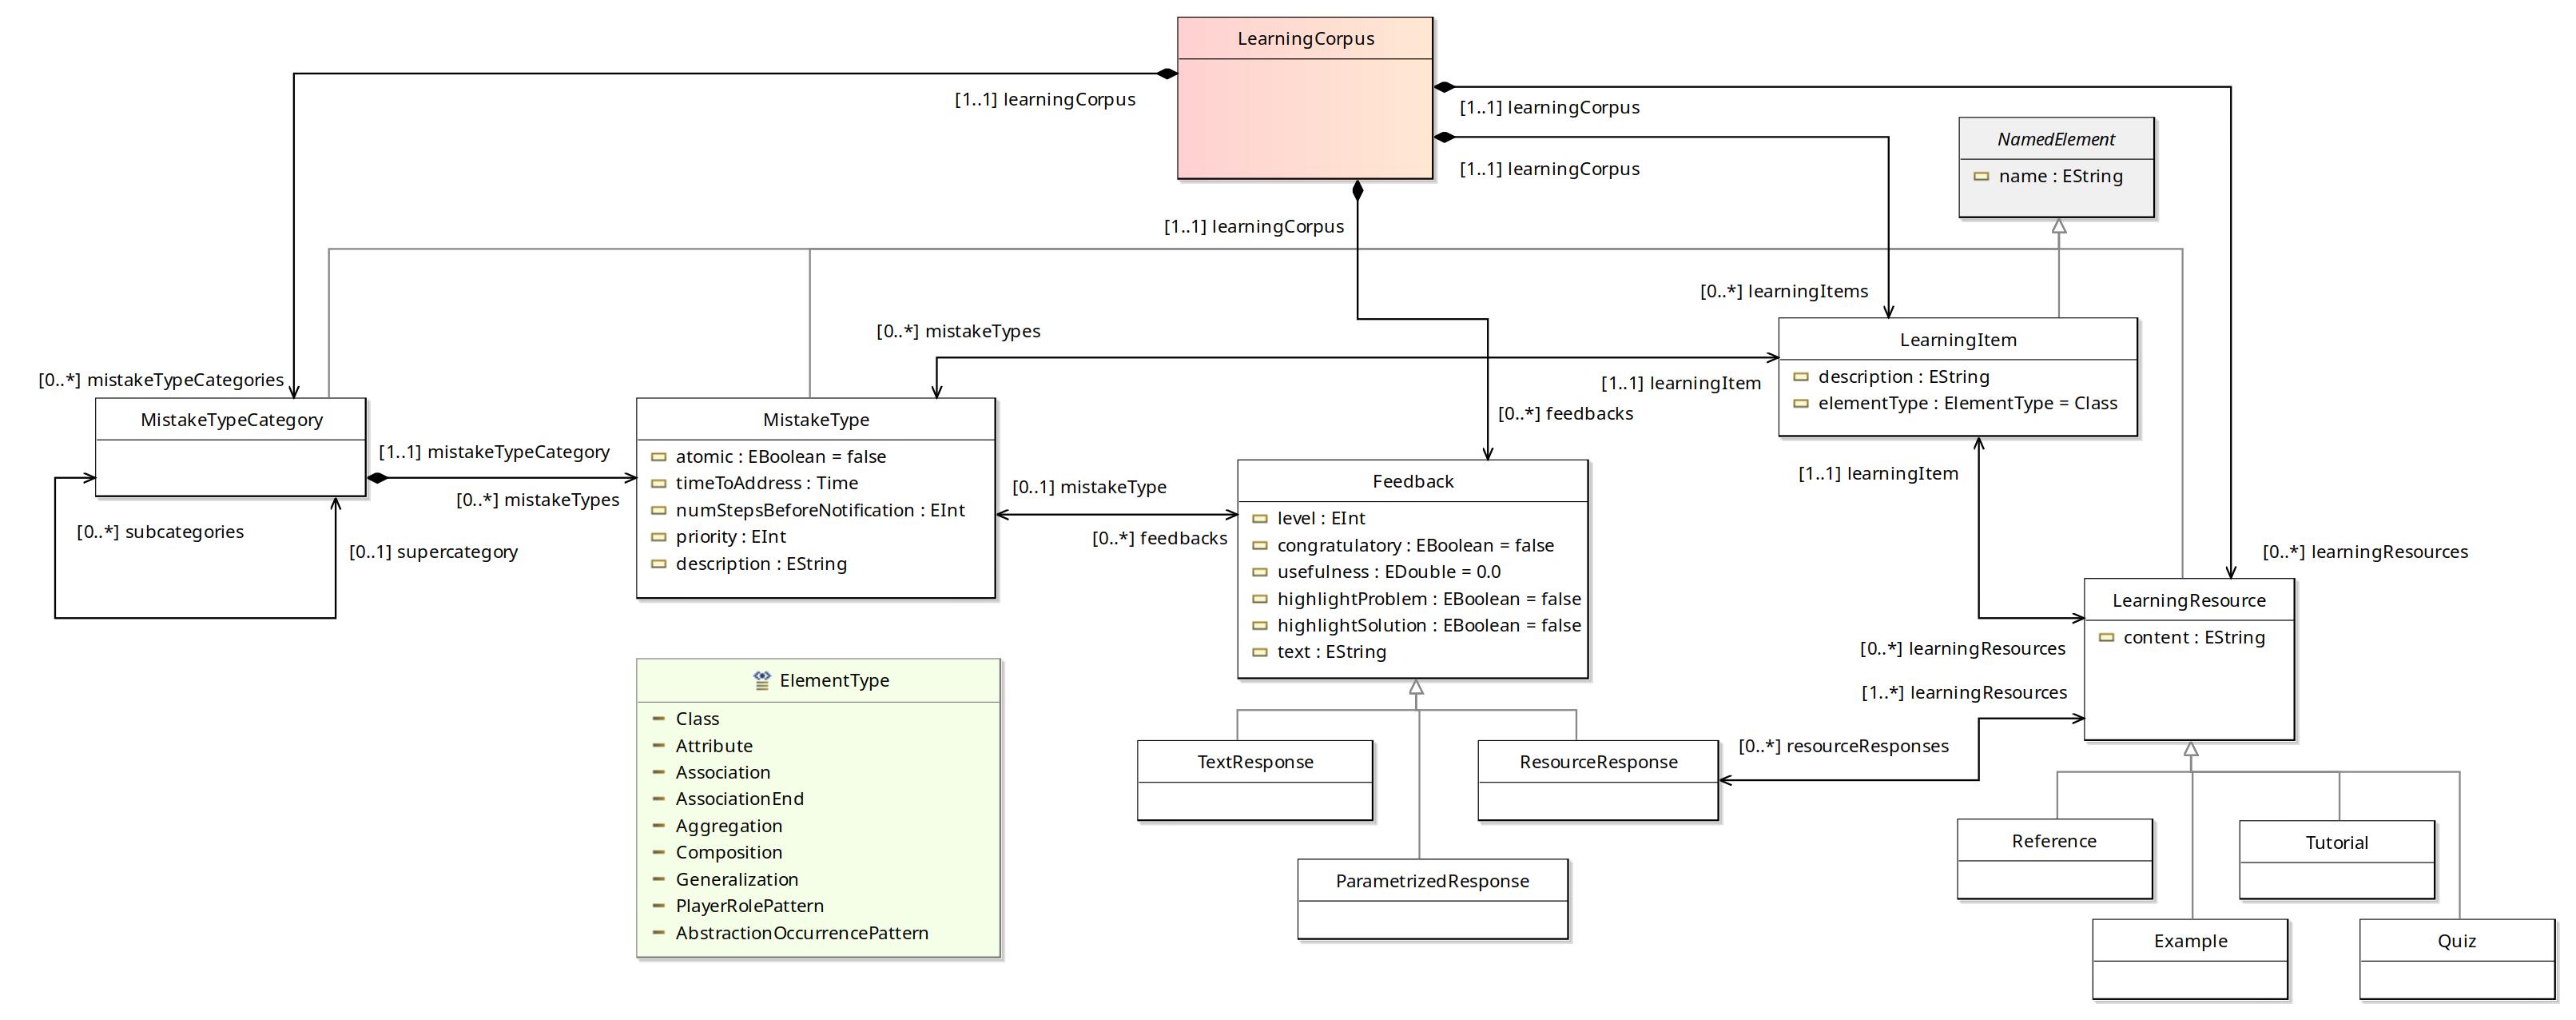 LearningCorpus
[1..1] learningCorpus
[1..1] learningCorpus
[1..1] learningCorpus
[1..1] learningCorpus
NamedElement
name : EString
[0..*] learningItems
[0..*] mistakeTypes
[0..*] mistakeTypeCategories
[1..1] learningItem
[0..*] feedbacks
LearningItem
description : EString
elementType : ElementType = Class
MistakeTypeCategory
[1..1] mistakeTypeCategory
[0..*] mistakeTypes
[0..*] subcategories
[0..1] supercategory
MistakeType
atomic : EBoolean = false
timeToAddress : Time
numStepsBeforeNotification : EInt
priority : EInt
description : EString
[0..1] mistakeType
[0..*] feedbacks
Feedback
level : EInt
congratulatory : EBoolean = false
usefulness : EDouble = 0.0
highlightProblem : EBoolean = false
highlightSolution : EBoolean = false
text : EString
[1..1] learningItem
[0..*] learningResources
LearningResource
content : EString
[0..*] learningResources
[1..*] learningResources
[0..*] resourceResponses
ElementType
Class
Attribute
Association
AssociationEnd
Aggregation
Composition
Generalization
PlayerRolePattern
AbstractionOccurrencePattern
TextResponse
ResourceResponse
ParametrizedResponse
Reference
Tutorial
Example
Quiz